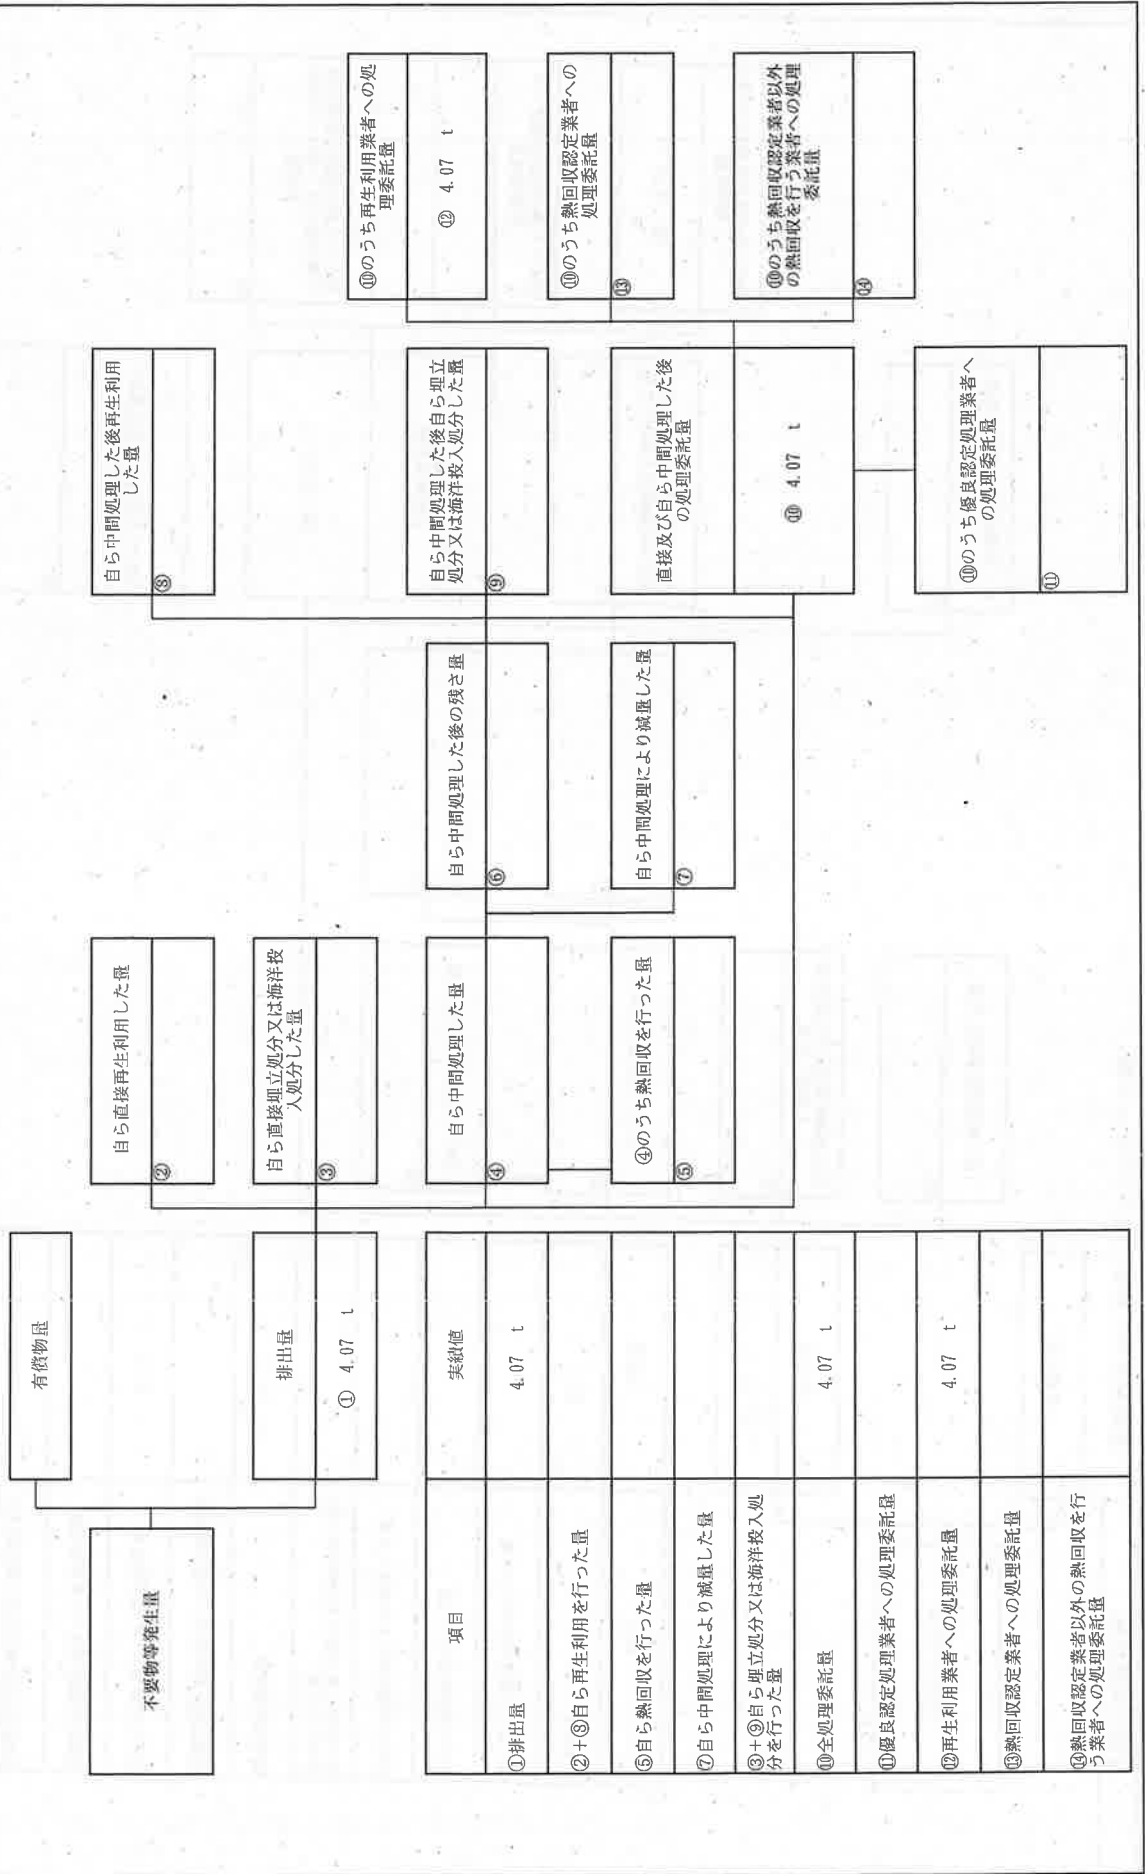 不要物等発生量
有償物量
排出量
① 4.07 t
自ら直接再生利用した量
②
自ら直接埋立処分又は海洋投
入処分した量
③
自ら中間処理した量
④
④のうち熱回収を行った量
⑤
自ら中間処理した後の残さ量
⑥
自ら中間処理により減量した量
⑦
自ら中間処理した後再生利用
した量
⑧
自ら中間処理した後自ら埋立
処分又は海洋投入処分した量
⑨
直接及び自ら中間処理した後
の処理委託量
⑩ 4.07 t
⑩のうち優良認定処理業者へ
の処理委託量
⑪
⑩のうち再生利用業者への処
理委託量
⑫ 4.07 t
⑩のうち熱回収認定業者への
処理委託量
⑬
⑩のうち熱回収認定業者以外
の熱回収を行う業者への処理
委託量
⑭
項目 実績値
①排出量 4.07 t
②+⑧自ら再生利用を行った量
⑤自ら熱回収を行った量
⑦自ら中間処理により減量した量
③+⑨自ら埋立処分又は海洋投入処
分を行った量
⑩全処理委託量 4.07 t
⑪優良認定処理業者への処理委託量
⑫再生利用業者への処理委託量 4.07 t
⑬熱回収認定業者への処理委託量
⑭熱回収認定業者以外の熱回収を行
う業者への処理委託量